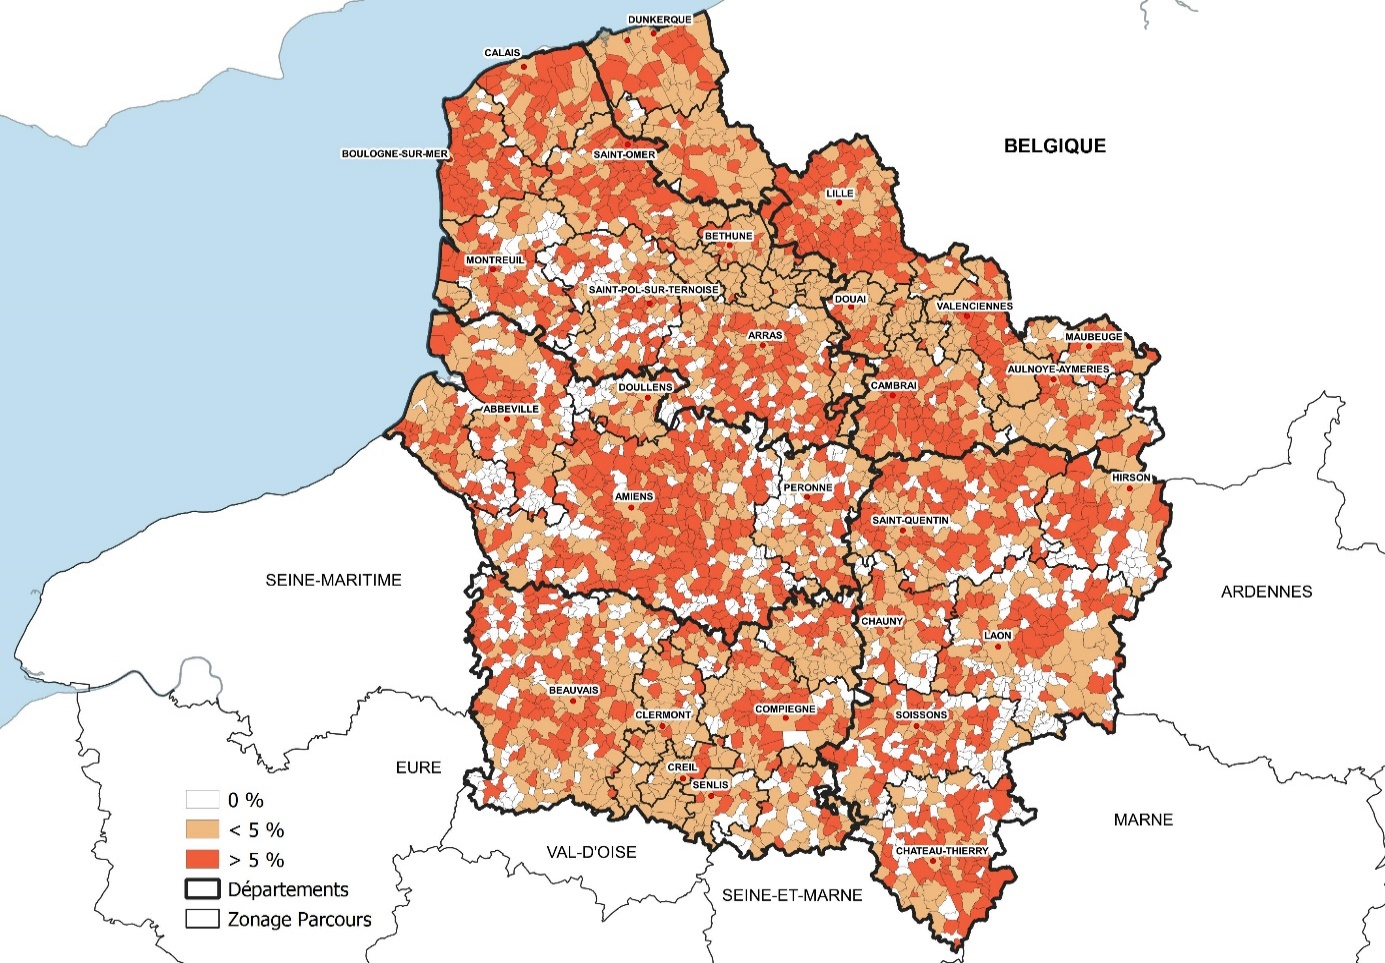 DUNKERQUE
CALAIS
BELGIQUE
BOULOGNE-SUR-MER
SAINT-OMER
LILLE
BETHUNE
MONTREUIL
SAINT-POL-SUR-TERNOISE
DOUAI
VALENCIENNES
ARRAS
MAUBEUGE
AULNOYE-AYMERIES
DOULLENS
CAMBRAI
ABBEVILLE
HIRSON
PERONNE
AMIENS
SAINT-QUENTIN
SEINE-MARITIME
ARDENNES
CHAUNY
LAON
BEAUVAIS
COMPIEGNE
CLERMONT
SOISSONS
EURE
CREIL
SENLIS
MARNE
VAL-D'OISE
CHATEAU-THIERRY
SEINE-ET-MARNE
0 %
< 5 %
> 5 %
Départements
Zonage Parcours